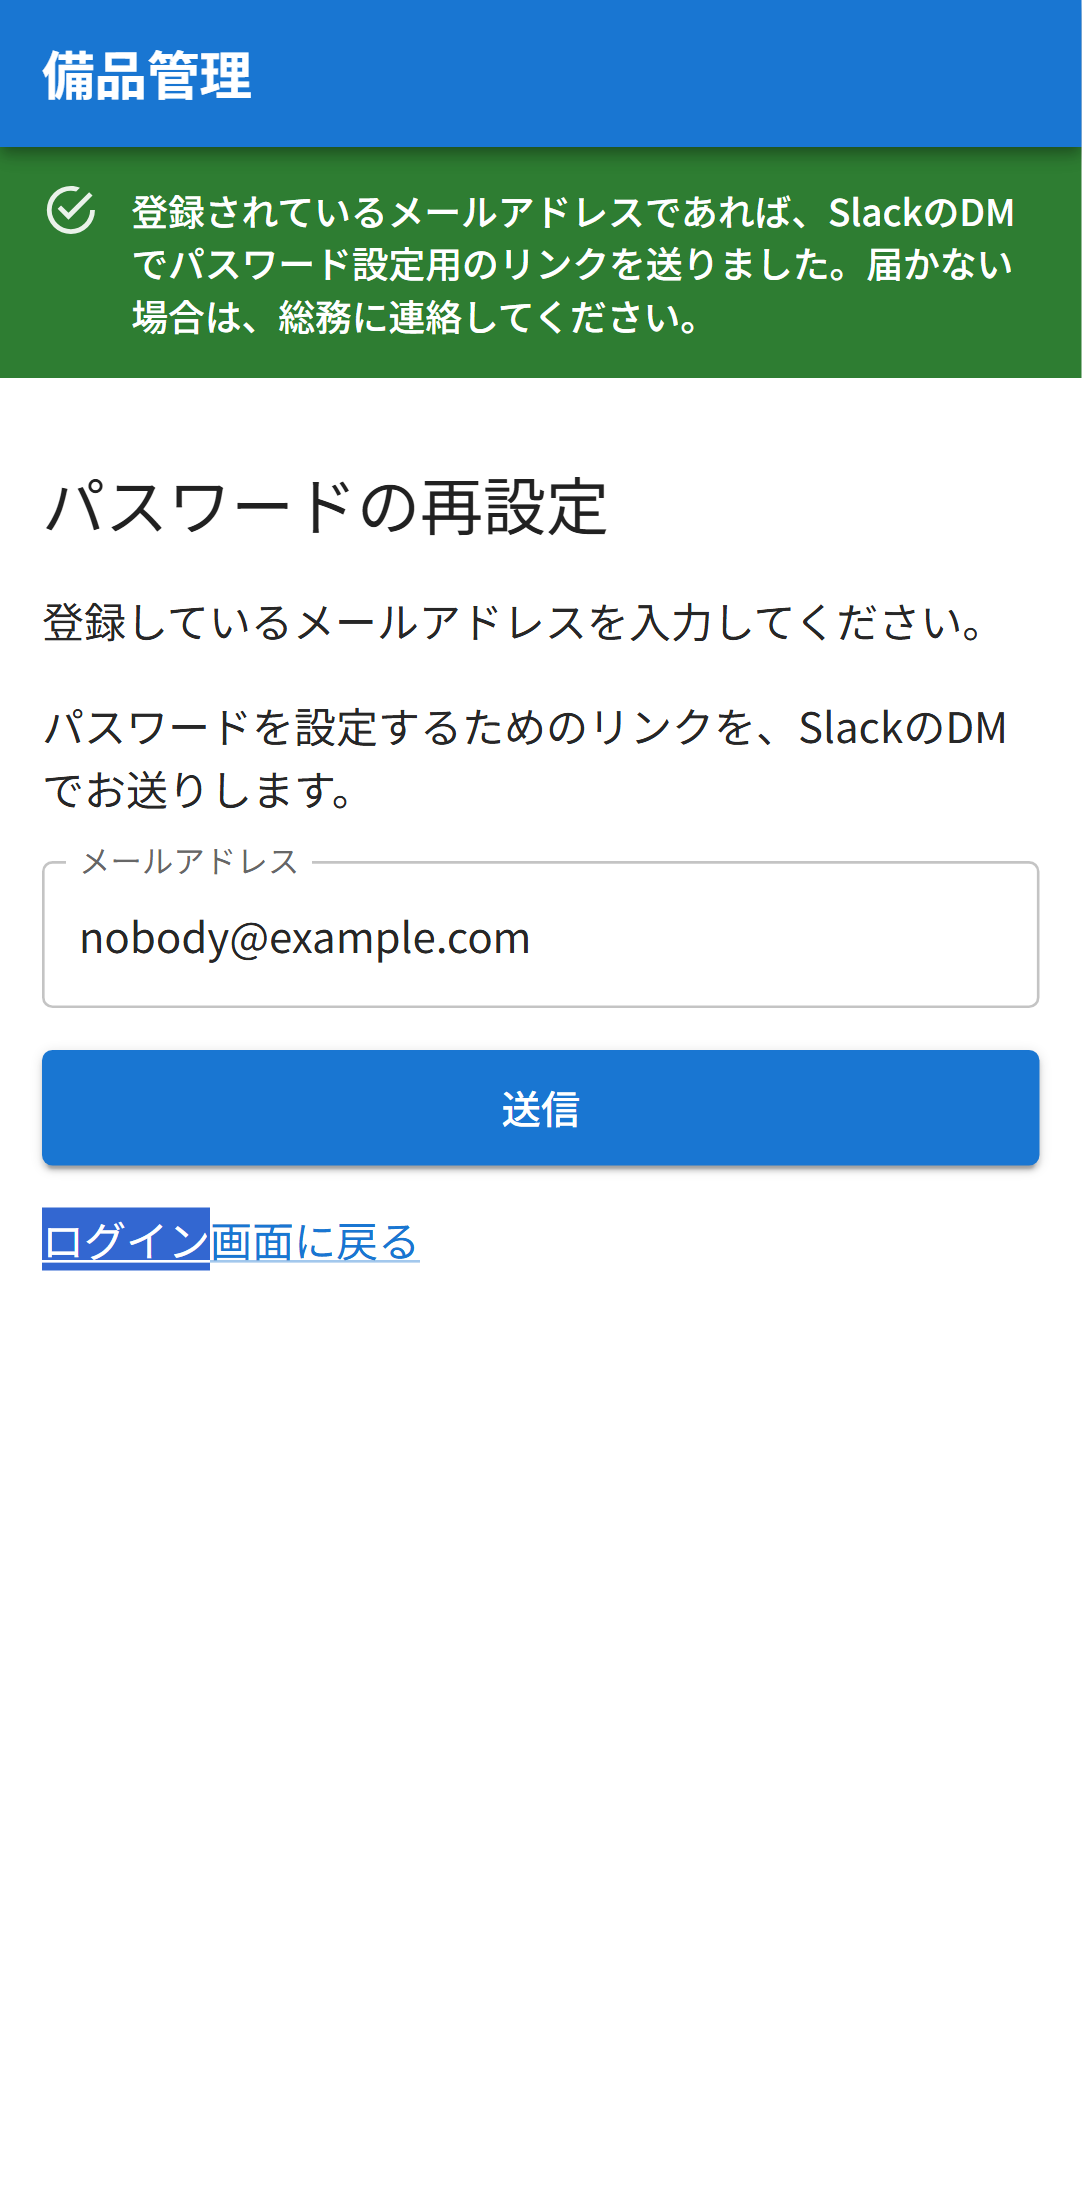 備品管理
登録されているメールアドレスであれば、SlackのDM
でパスワード設定用のリンクを送りました。届かない
場合は、総務に連絡してください。
パスワードの再設定
登録しているメールアドレスを入力してください。
パスワードを設定するためのリンクを、SlackのDM
でお送りします。
メールアドレス
nobody@example.com
送信
ログイン画面に戻る